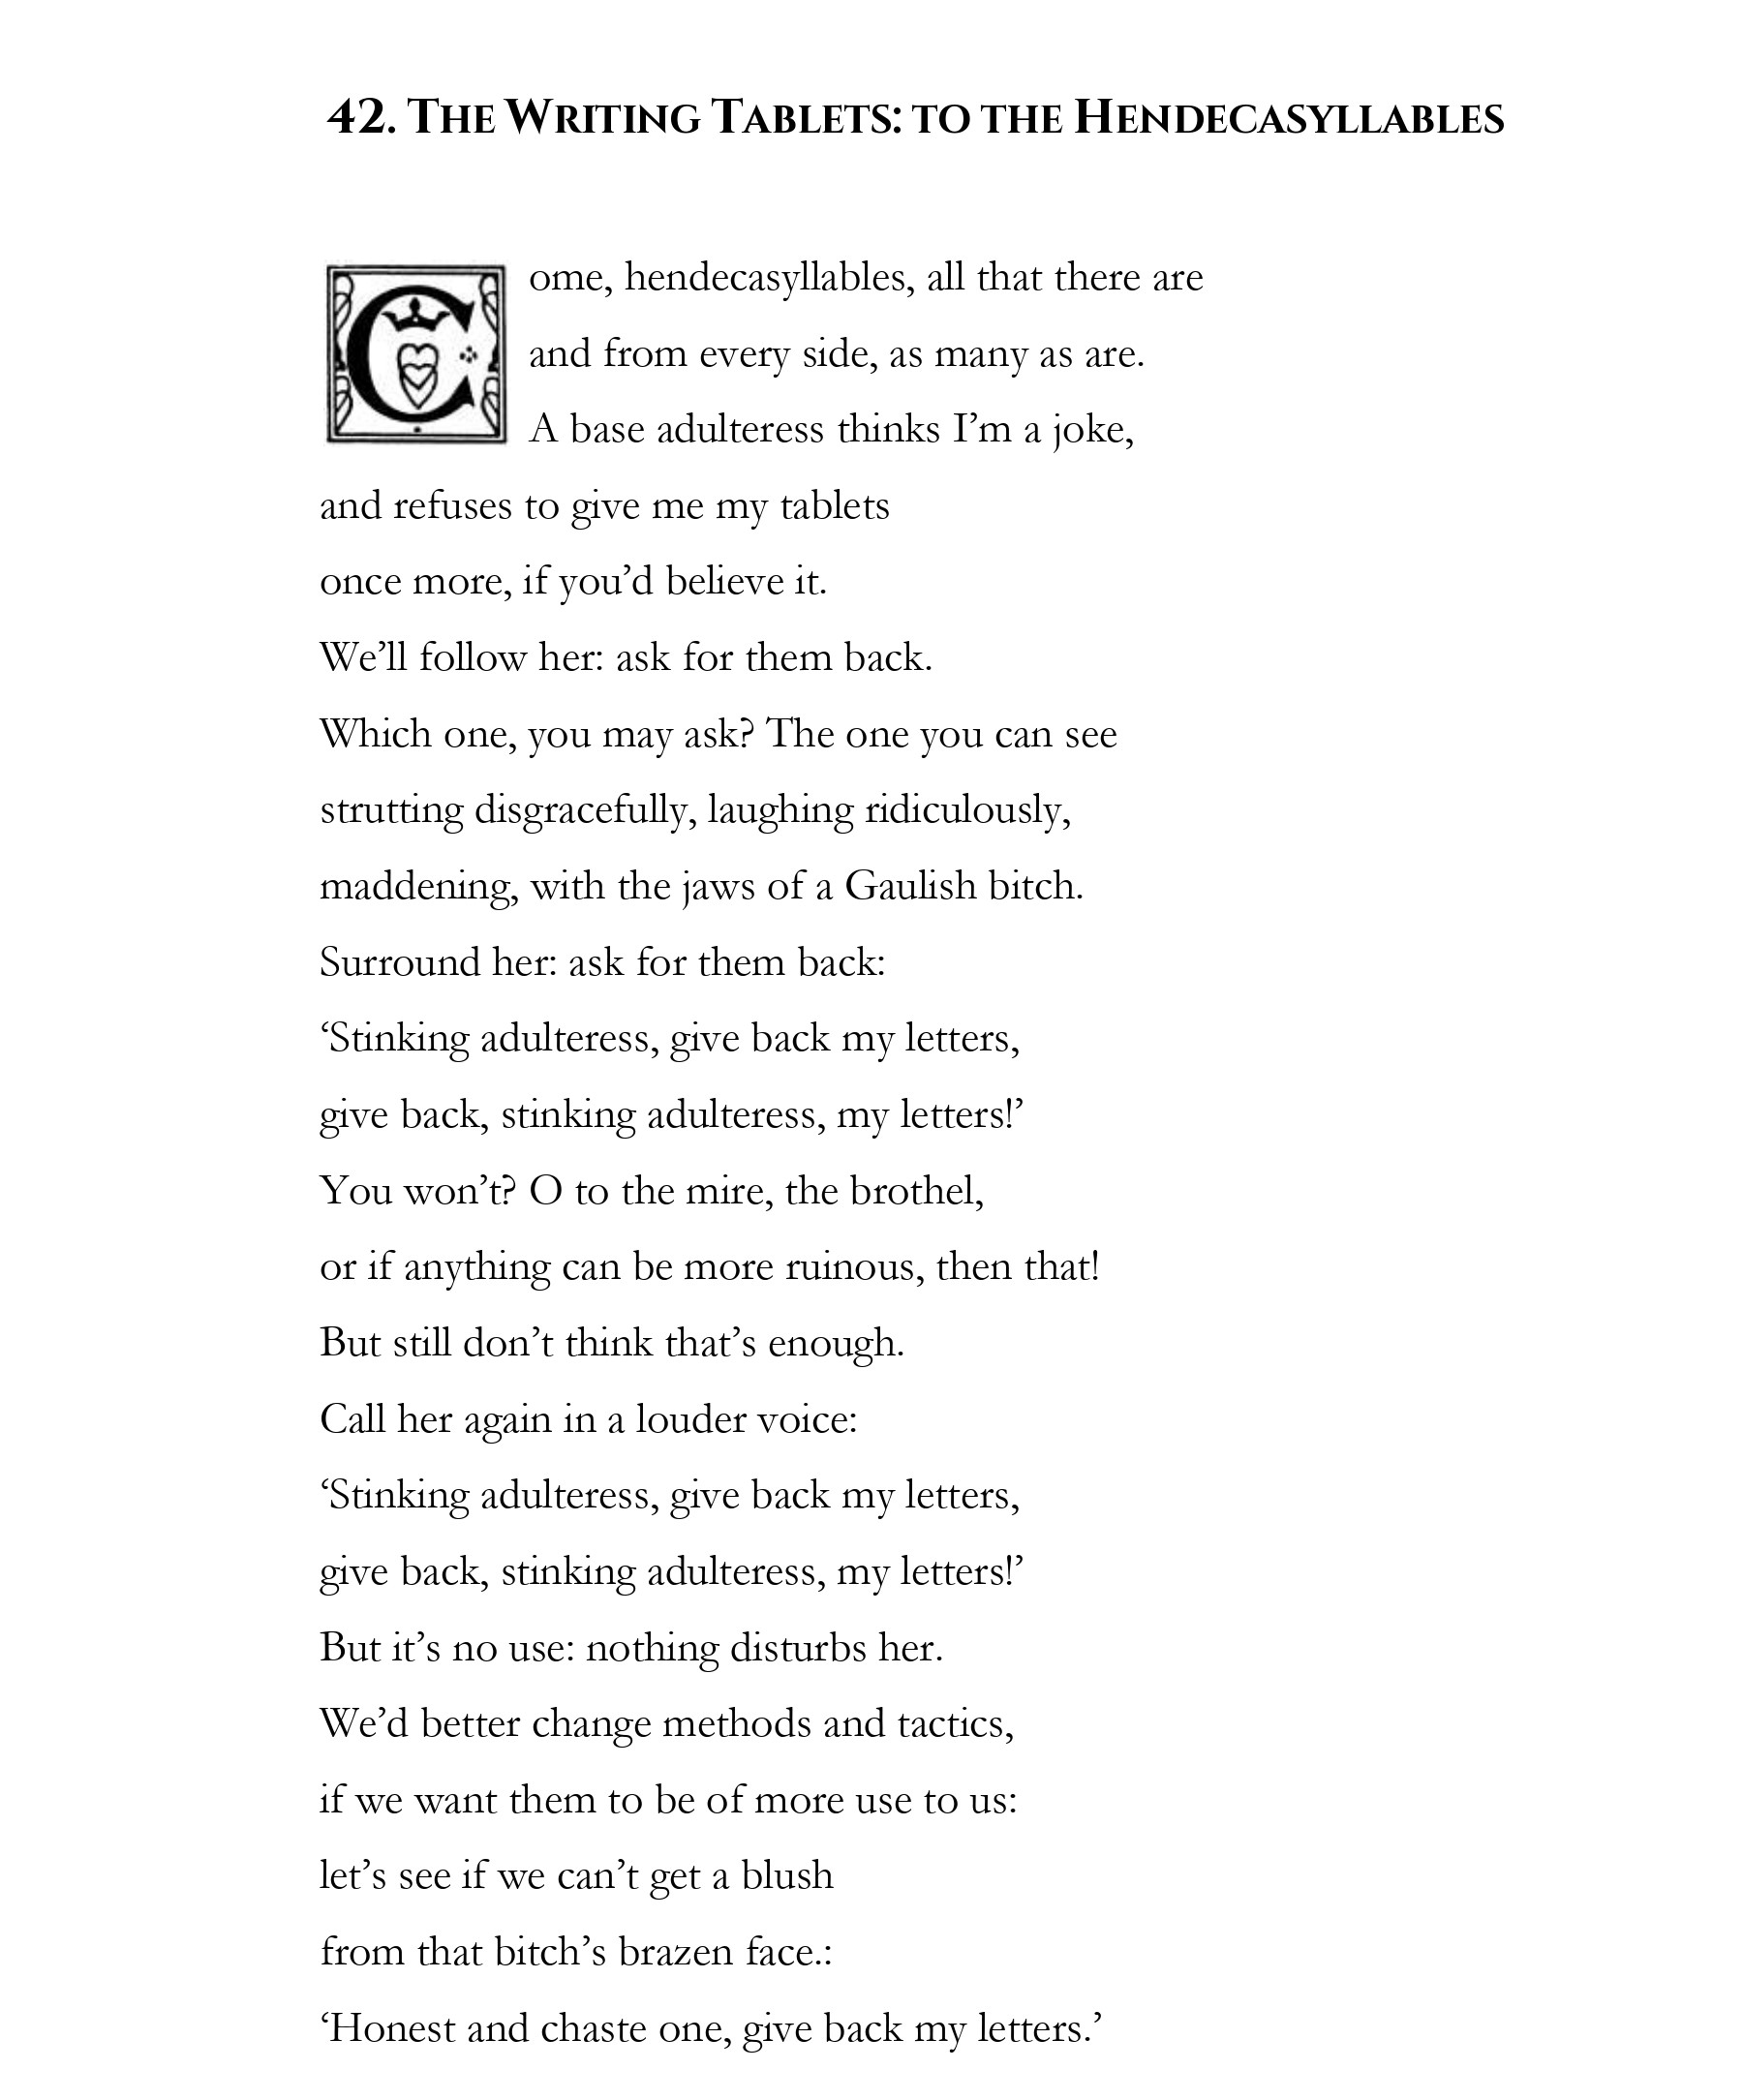 42. The Writing Tablets: to the Hendecasyllables
Come, hendecasyllables, all that there are
and from every side, as many as are.
A base adulteress thinks I’m a joke,
and refuses to give me my tablets
once more, if you’d believe it.
We’ll follow her: ask for them back.
Which one, you may ask? The one you can see
strutting disgracefully, laughing ridiculously,
maddening, with the jaws of a Gaulish bitch.
Surround her: ask for them back:
‘Stinking adulteress, give back my letters,
give back, stinking adulteress, my letters!’
You won’t? O to the mire, the brothel,
or if anything can be more ruinous, then that!
But still don’t think that’s enough.
Call her again in a louder voice:
‘Stinking adulteress, give back my letters,
give back, stinking adulteress, my letters!’
But it’s no use: nothing disturbs her.
We’d better change methods and tactics,
if we want them to be of more use to us:
let’s see if we can’t get a blush
from that bitch’s brazen face.:
‘Honest and chaste one, give back my letters.’